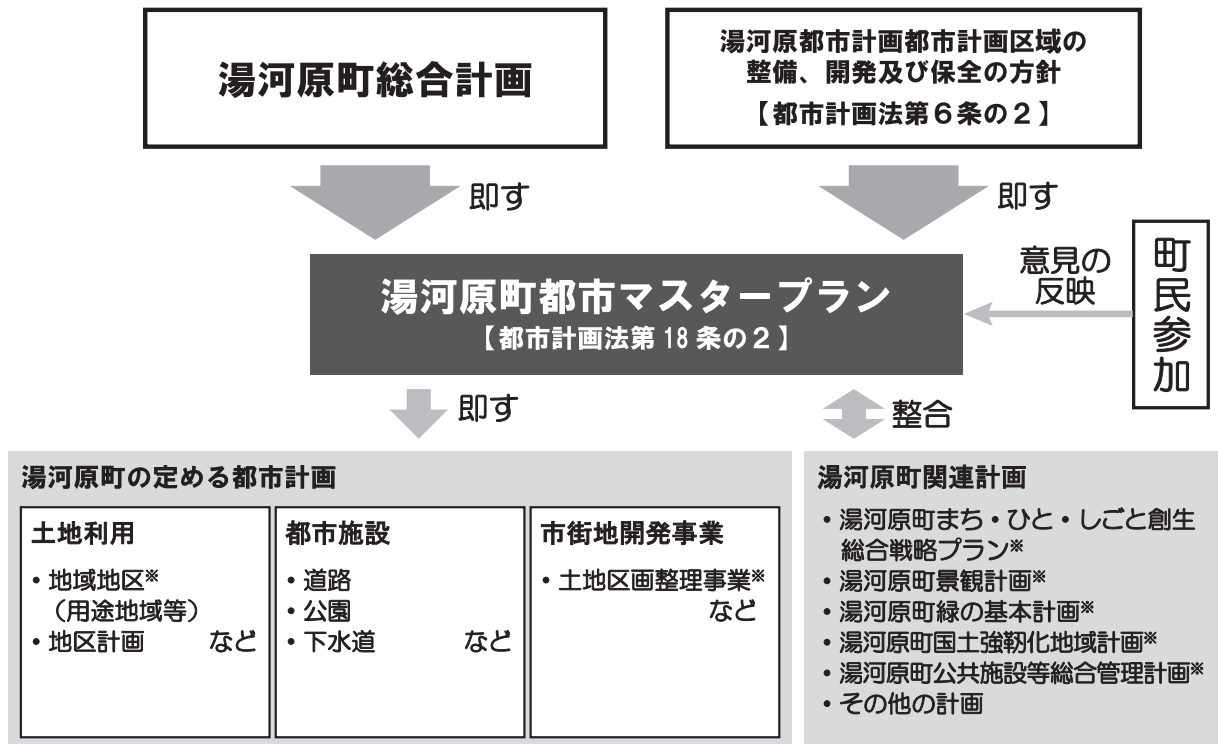 湯河原町総合計画
湯河原都市計画都市計画区域の
整備、開発及び保全の方針
【都市計画法第6条の2】
即す
即す
湯河原町都市マスタープラン
【都市計画法第18条の2】
意見の
反映
町民参加
即す
整合
湯河原町の定める都市計画
土地利用
・地域地区※
（用途地域等）
・地区計画　など
都市施設
・道路
・公園
・下水道　など
市街地開発事業
・土地区画整理事業※
など
湯河原町関連計画
・湯河原町まち・ひと・しごと創生
総合戦略プラン※
・湯河原町景観計画※
・湯河原町緑の基本計画※
・湯河原町国土強靭化地域計画※
・湯河原町公共施設等総合管理計画※
・その他の計画